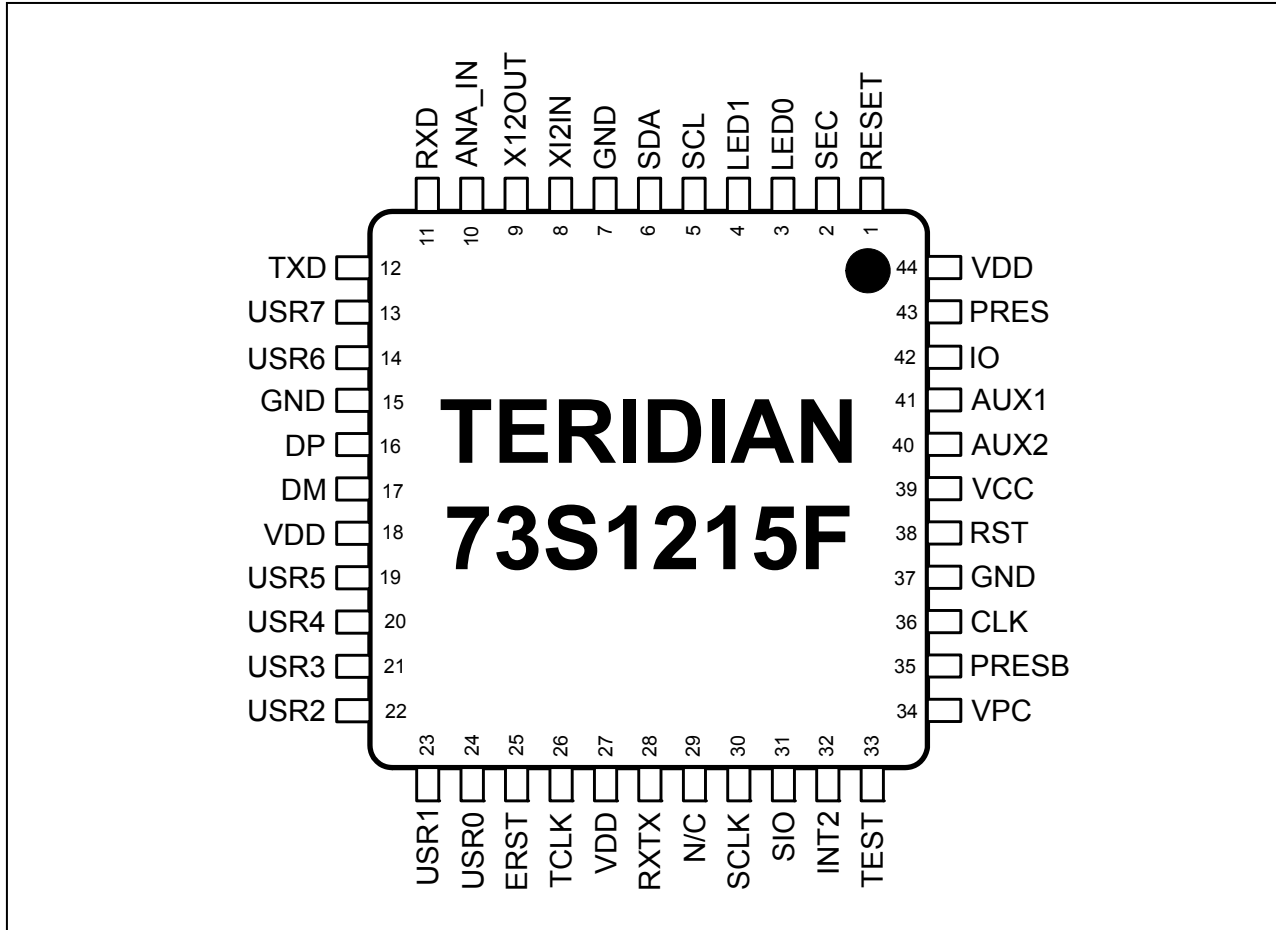 RXD
ANA_IN
X12OUT
XI2IN
GND
SDA
SCL
LED1
LED0
SEC
RESET
11
10
9
8
7
6
5
4
3
2
1
TXD 12
USR7 13
USR6 14
GND 15
DP 16
DM 17
VDD 18
USR5 19
USR4 20
USR3 21
USR2 22
TERIDIAN
73S1215F
44 VDD
43 PRES
42 IO
41 AUX1
40 AUX2
39 VCC
38 RST
37 GND
36 CLK
35 PRESB
34 VPC
23
24
25
26
27
28
29
30
31
32
33
USR1
USR0
ERST
TCLK
VDD
RXTX
N/C
SCLK
SIO
INT2
TEST